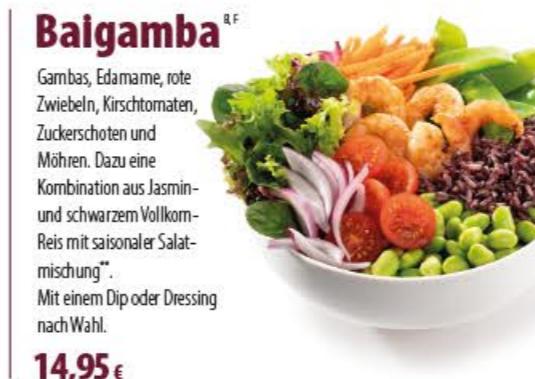 Baigamba B,F
Gambas, Edamame, rote
Zwiebeln, Kirschtomaten,
Zuckerschoten und
Möhren. Dazu eine
Kombination aus Jasmin-
und schwarzem Vollkorn-
Reis mit saisonaler Salat-
mischung**.
Mit einem Dip oder Dressing
nach Wahl.
14,95 €